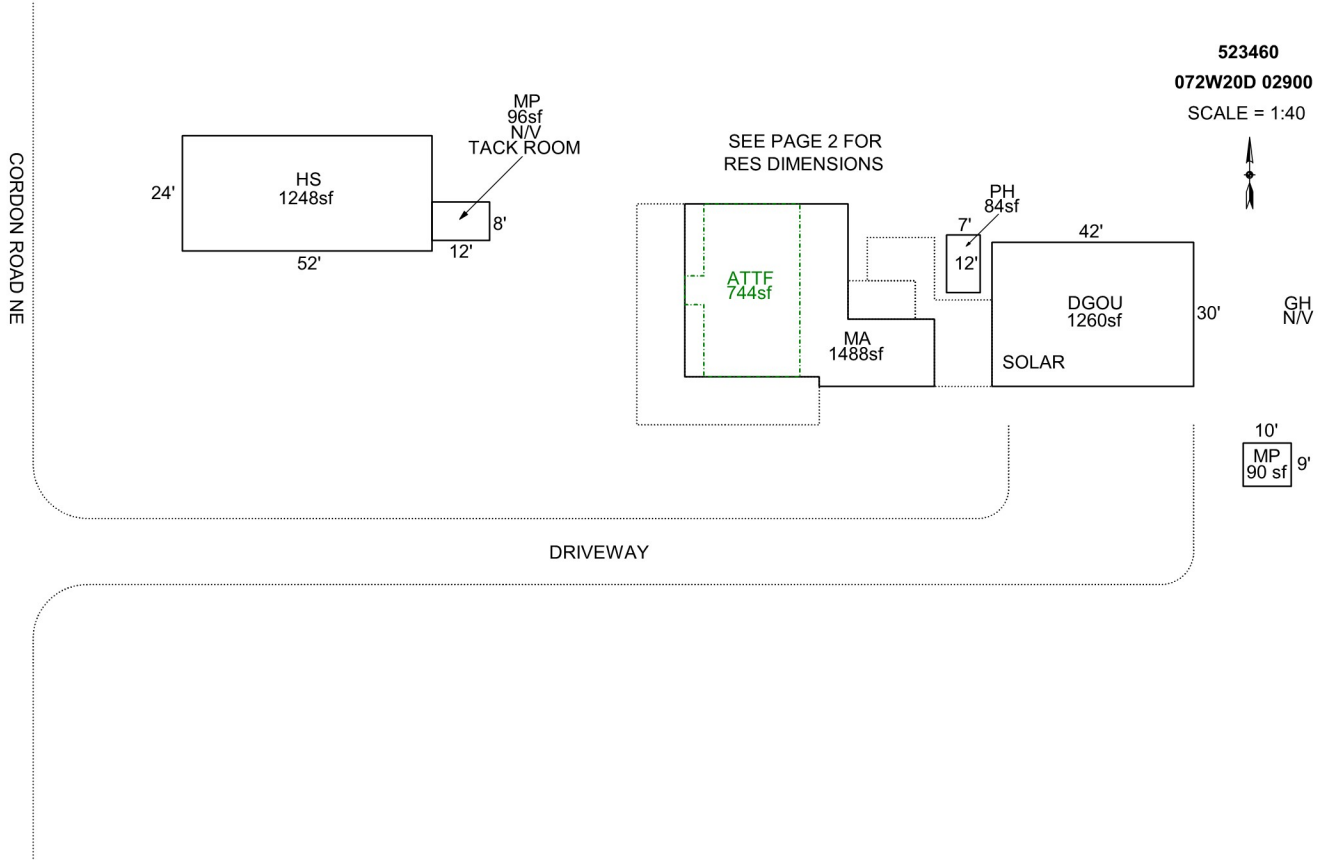 523460
072W20D 02900
SCALE = 1:40
MP
96sf
N/V
TACK ROOM
SEE PAGE 2 FOR
RES DIMENSIONS
CORDON ROAD NE
24'
HS
1248sf
52'
8'
12'
PH
84sf
7'
12'
42'
ATTF
744sf
MA
1488sf
DGOU
1260sf
30'
SOLAR
GH
N/V
10'
MP
90 sf
9'
DRIVEWAY